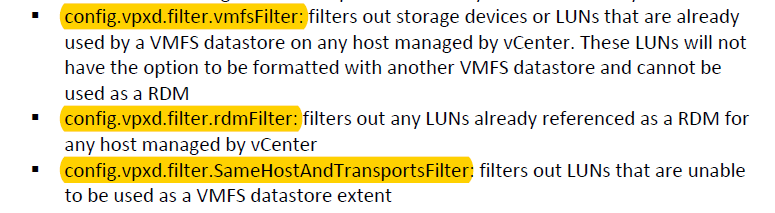 ▪ config.vpxd.filter.vmfsFilter: filters out storage devices or LUNs that are already
used by a VMFS datastore on any host managed by vCenter. These LUNs will not
have the option to be formatted with another VMFS datastore and cannot be
used as a RDM
▪ config.vpxd.filter.rdmFilter: filters out any LUNs already referenced as a RDM for
any host managed by vCenter
▪ config.vpxd.filter.SameHostAndTransportsFilter: filters out LUNs that are unable
to be used as a VMFS datastore extent